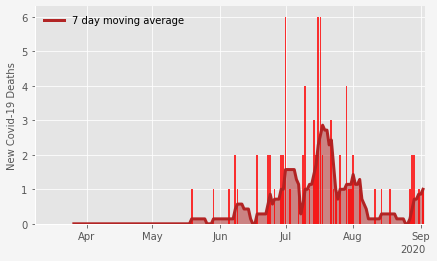 7 day moving average
New Covid-19 Deaths
6
5
4
3
2
1
0
Apr
May
Jun
Jul
Aug
Sep
2020